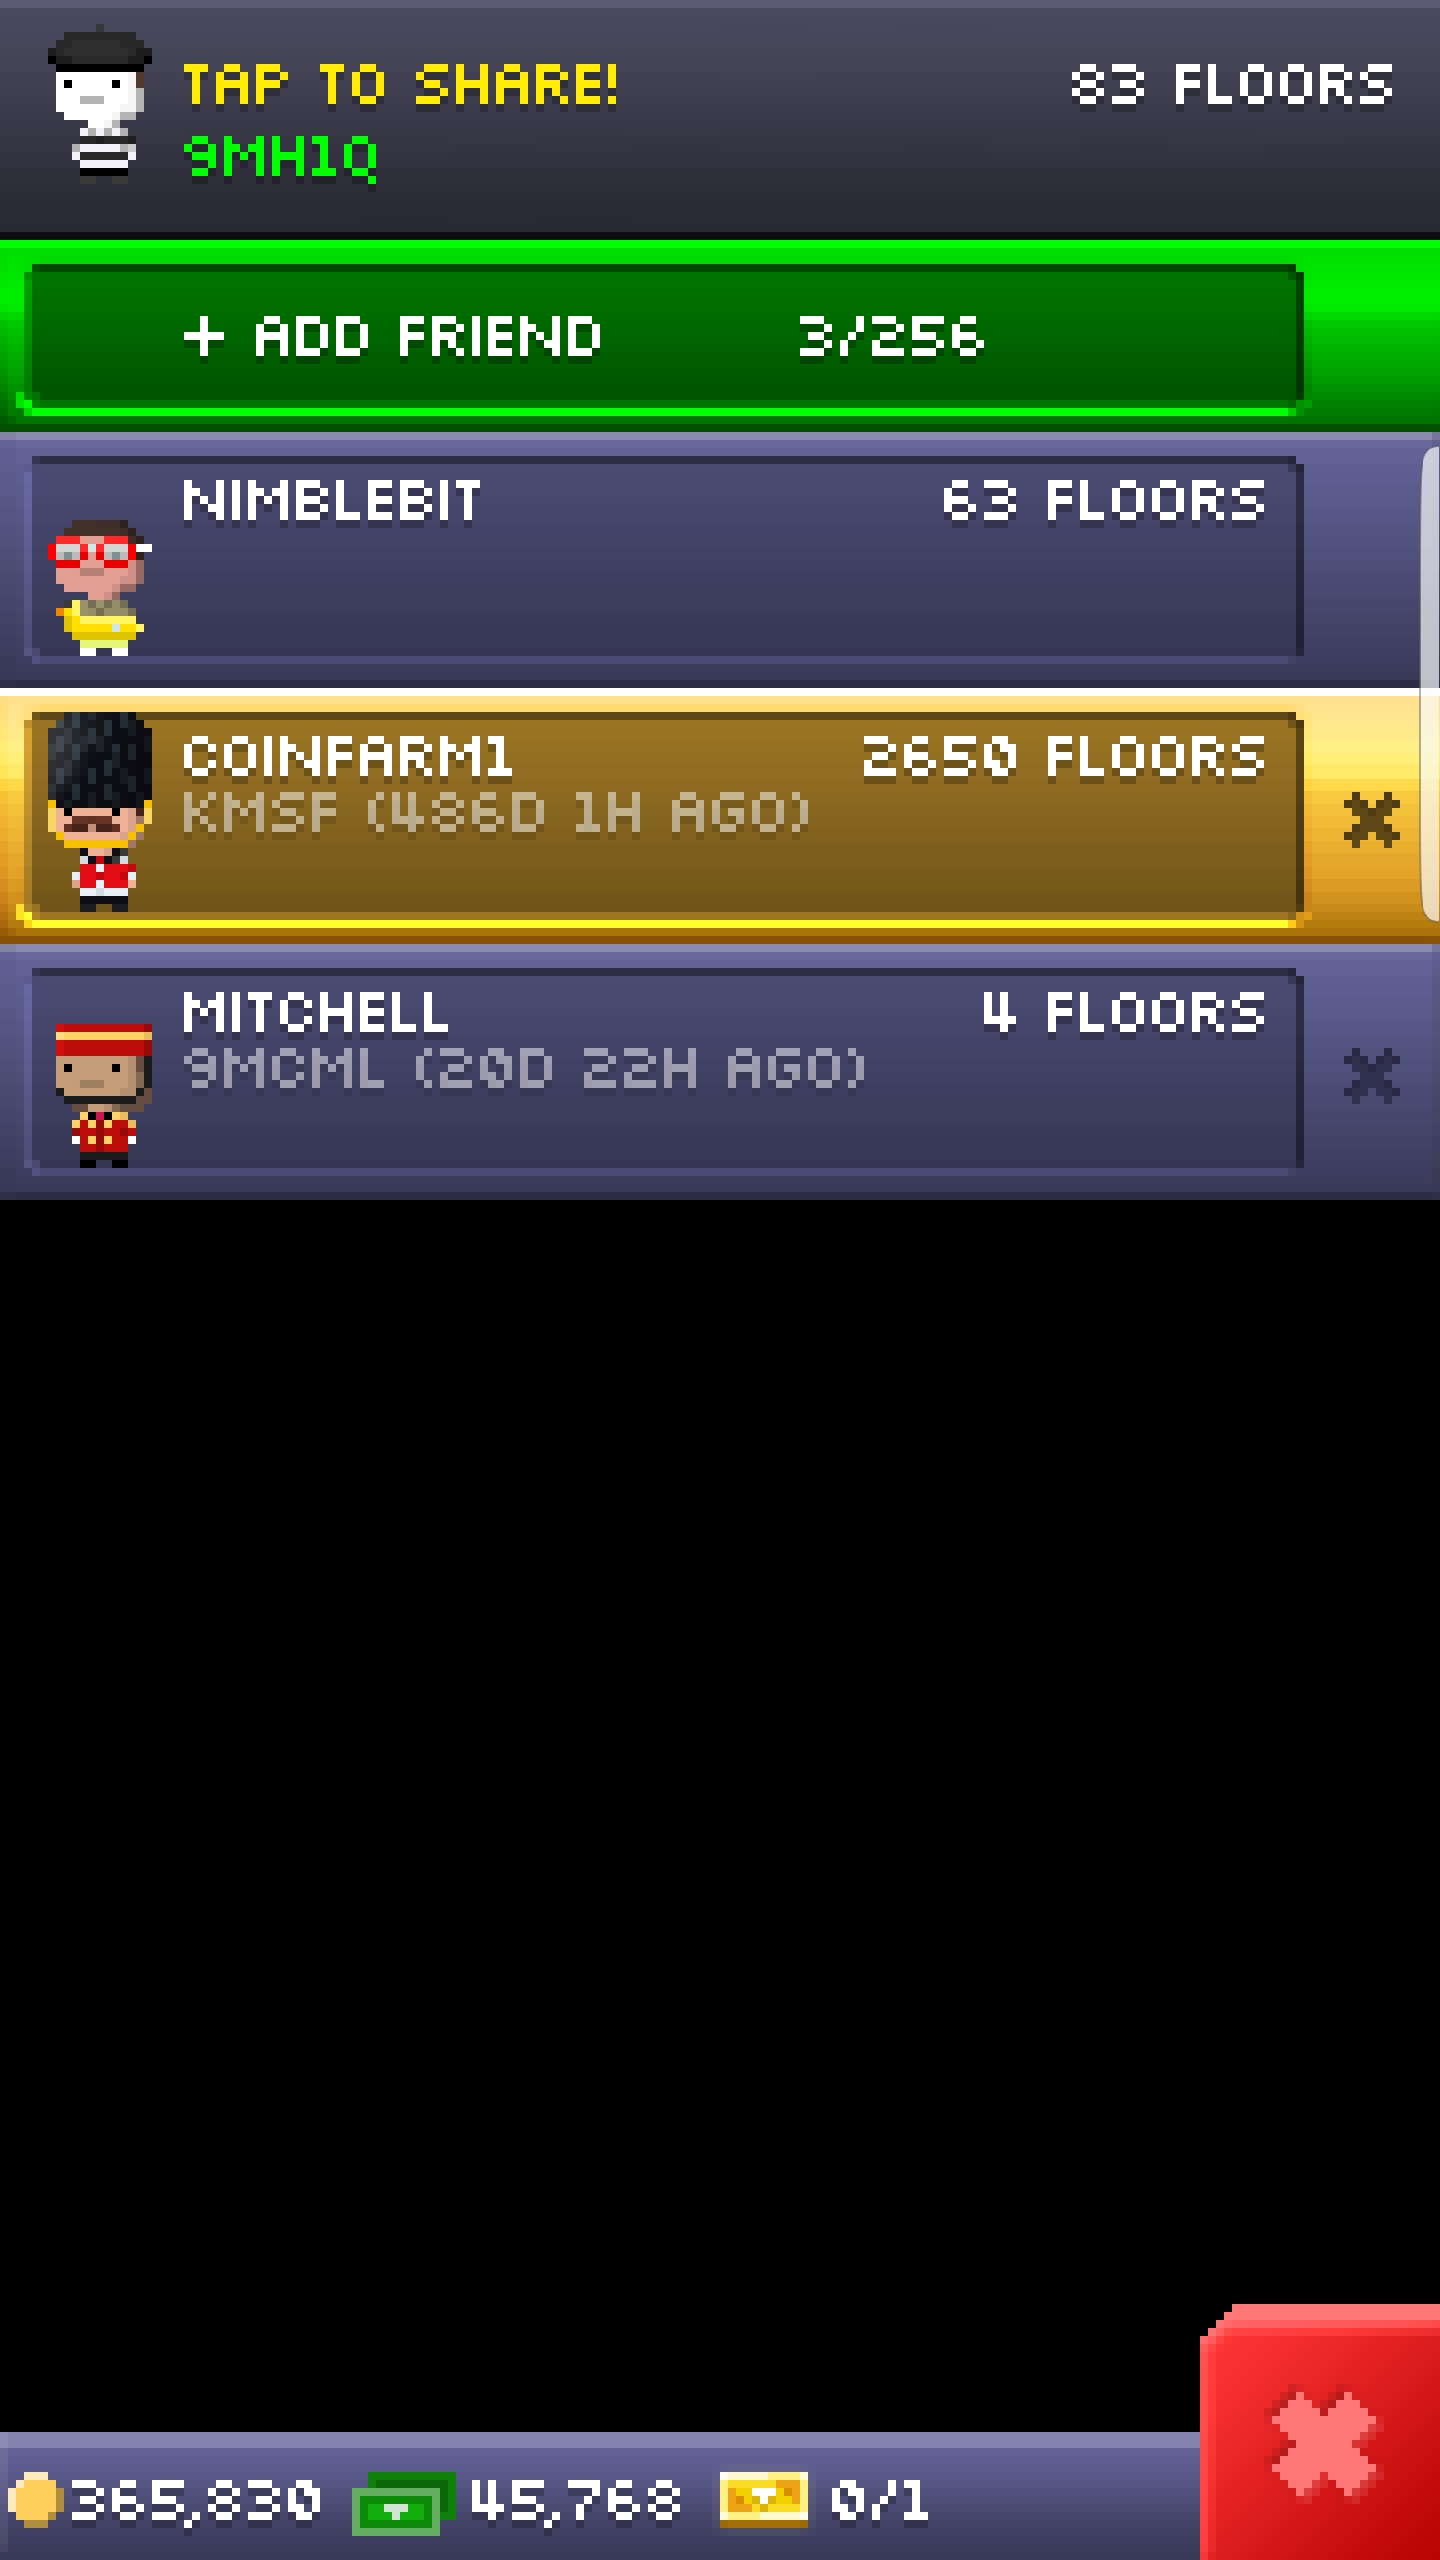 TAP TO SHARE! 83 FLOORS
9MH1Q
+ ADD FRIEND 3/256
NIMBLEBIT 63 FLOORS
COINFARM1 2650 FLOORS
KMSF (486D 1H AGO)
MITCHELL 4 FLOORS
9MCML (20D 22H AGO)
365,830 45,768 0/1